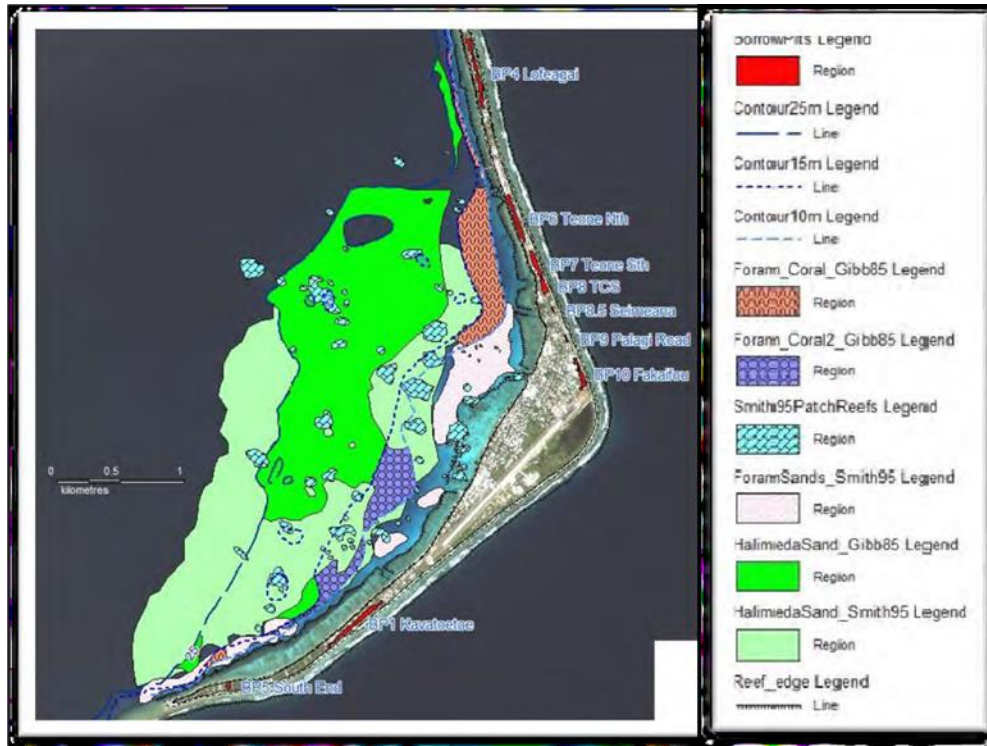 BP4 Lofeagai
BP6 Teone Nth
BP7 Teone Sth
BP8 TCS
BP8.5 Seimeana
BP9 Palagi Road
BP10 Fakaifou
0 0.5 1
kilometres
BP1 Kavatoetoe
25
BP5 South End
BorrowPits Legend
Region
Contour25m Legend
Line
Contour15m Legend
Line
Contour10m Legend
Line
Foram_Coral_Gibb85 Legend
Region
Foram_Coral2_Gibb85 Legend
Region
Smith95PatchReefs Legend
Region
ForamSands_Smith95 Legend
Region
HalimedaSand_Gibb85 Legend
Region
HalimedaSand_Smith95 Legend
Region
Reef_edge Legend
Line